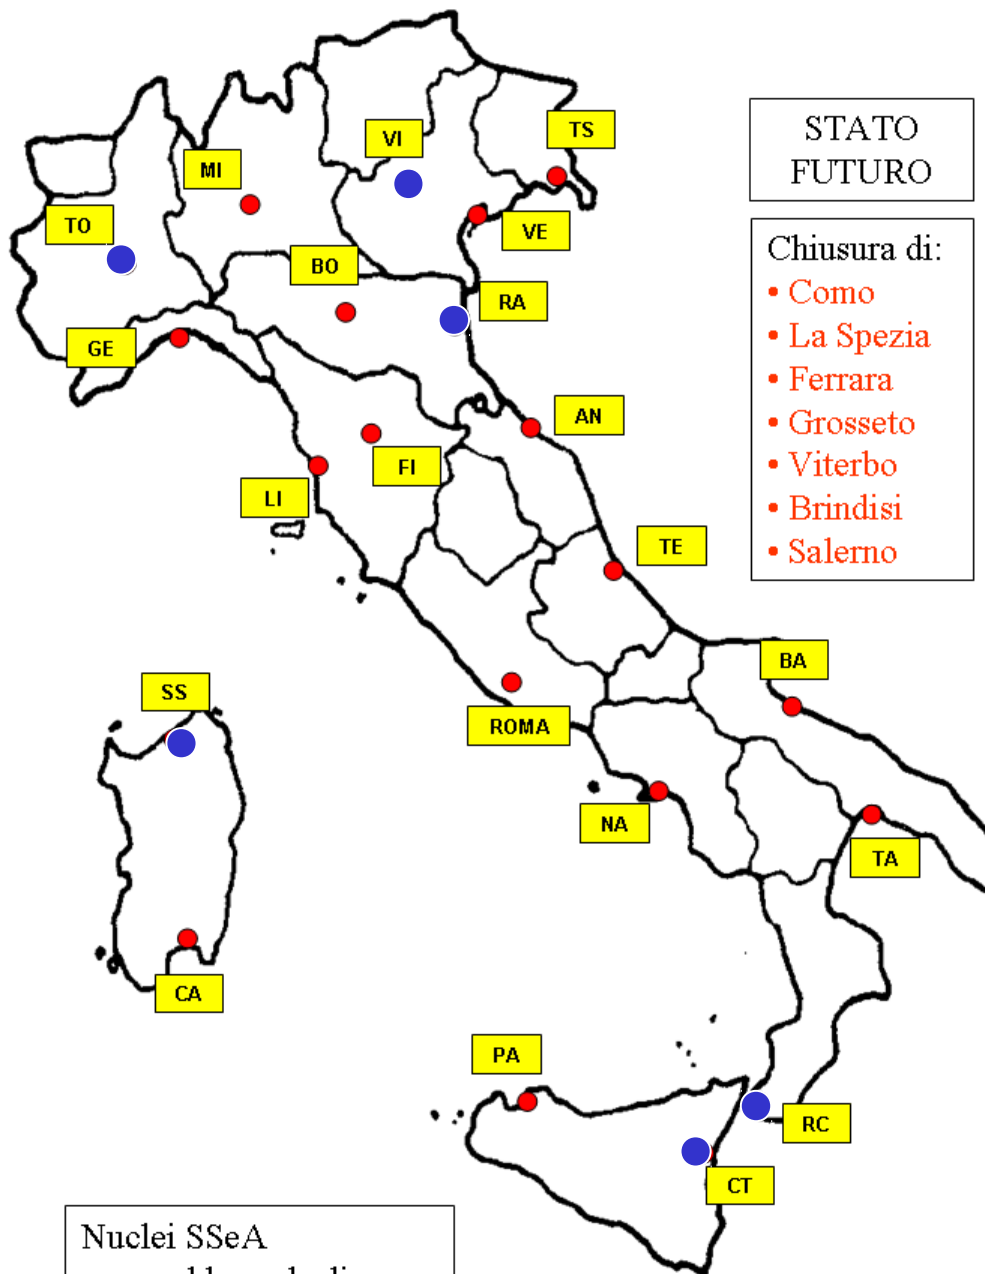 VI
TS
STATO
FUTURO
MI
TO
VE
BO
RA
GE
Chiusura di:
• Como
• La Spezia
• Ferrara
• Grosseto
• Viterbo
• Brindisi
• Salerno
AN
FI
LI
TE
BA
SS
ROMA
NA
TA
CA
PA
RC
CT
Nuclei SSeA